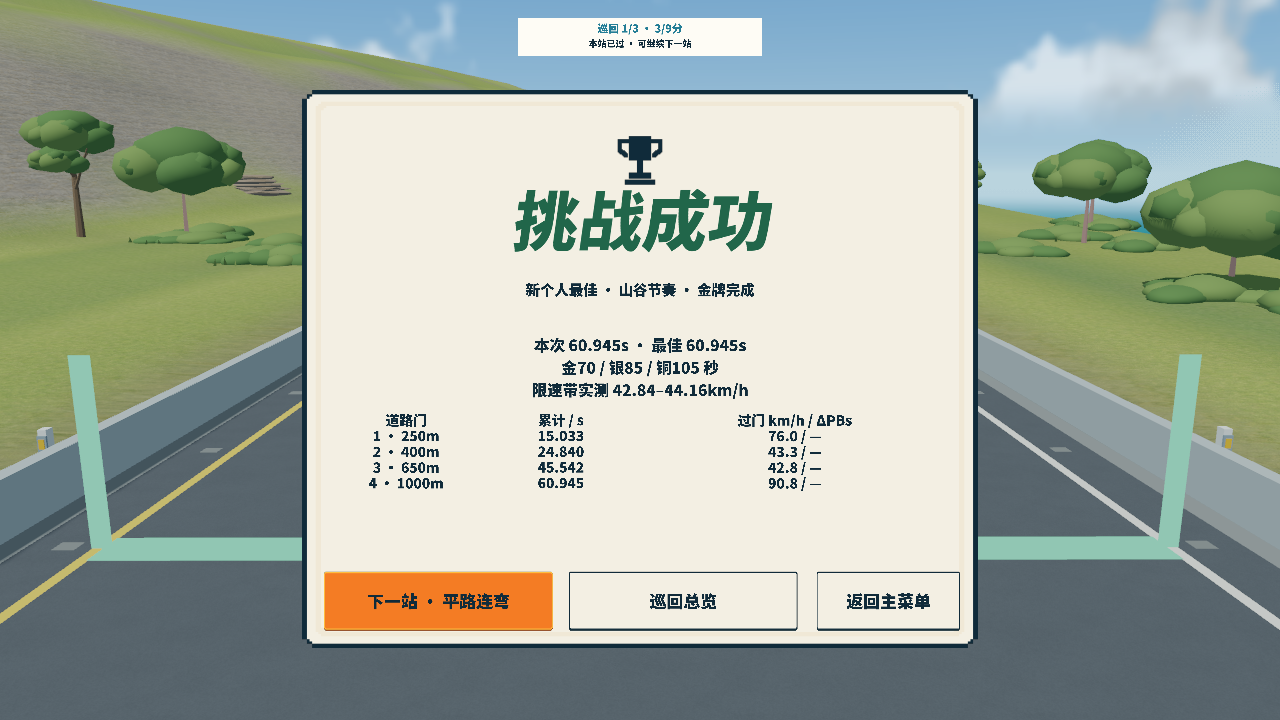 巡回 1/3 · 3/9分
本站已过 · 可继续下一站
挑战成功
新个人最佳 · 山谷节奏 · 金牌完成
本次 60.945s · 最佳 60.945s
金70 / 银85 / 铜105 秒
限速带实测 42.84–44.16km/h
道路门 累计 / s 过门 km/h / ΔPBs
1 · 250m 15.033 76.0 / —
2 · 400m 24.840 43.3 / —
3 · 650m 45.542 42.8 / —
4 · 1000m 60.945 90.8 / —
下一站 · 平路连弯 巡回总览 返回主菜单